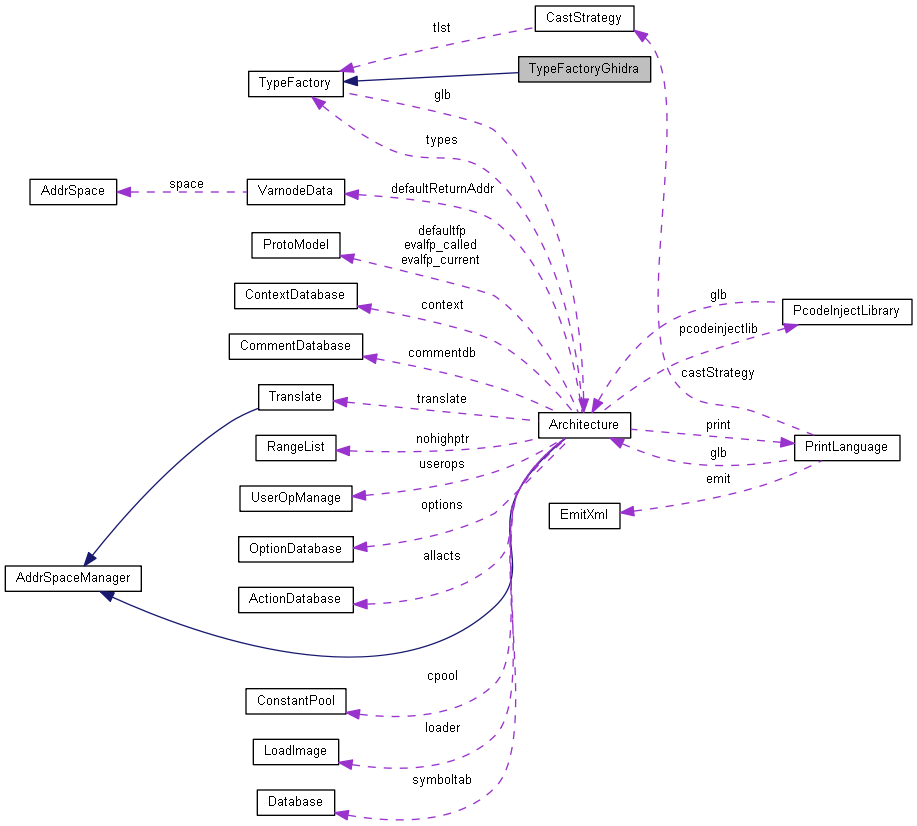 CastStrategy
tlst
TypeFactoryGhidra
TypeFactory
glb
types
AddrSpace
space
VarnodeData
defaultReturnAddr
ProtoModel
defaultfp
evalfp_called
evalfp_current
ContextDatabase
context
glb
PcodeInjectLibrary
pcodeinjectlib
CommentDatabase
commentdb
castStrategy
Translate
translate
Architecture
print
PrintLanguage
RangeList
nohighptr
glb
userops
emit
UserOpManage
options
EmitXml
OptionDatabase
allacts
AddrSpaceManager
ActionDatabase
cpool
ConstantPool
loader
LoadImage
symboltab
Database